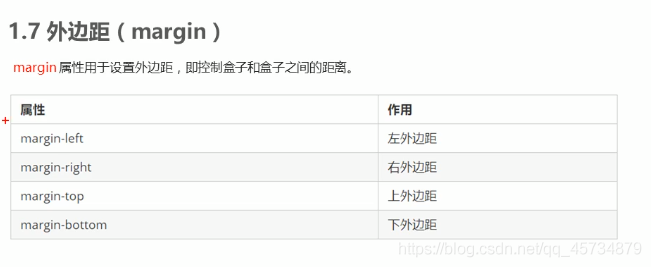 1.7 外边距（margin）
margin 属性用于设置外边距，即控制盒子和盒子之间的距离。
属性 作用
margin-left 左外边距
margin-right 右外边距
margin-top 上外边距
margin-bottom 下外边距
https://blog.csdn.net/qq_45734879